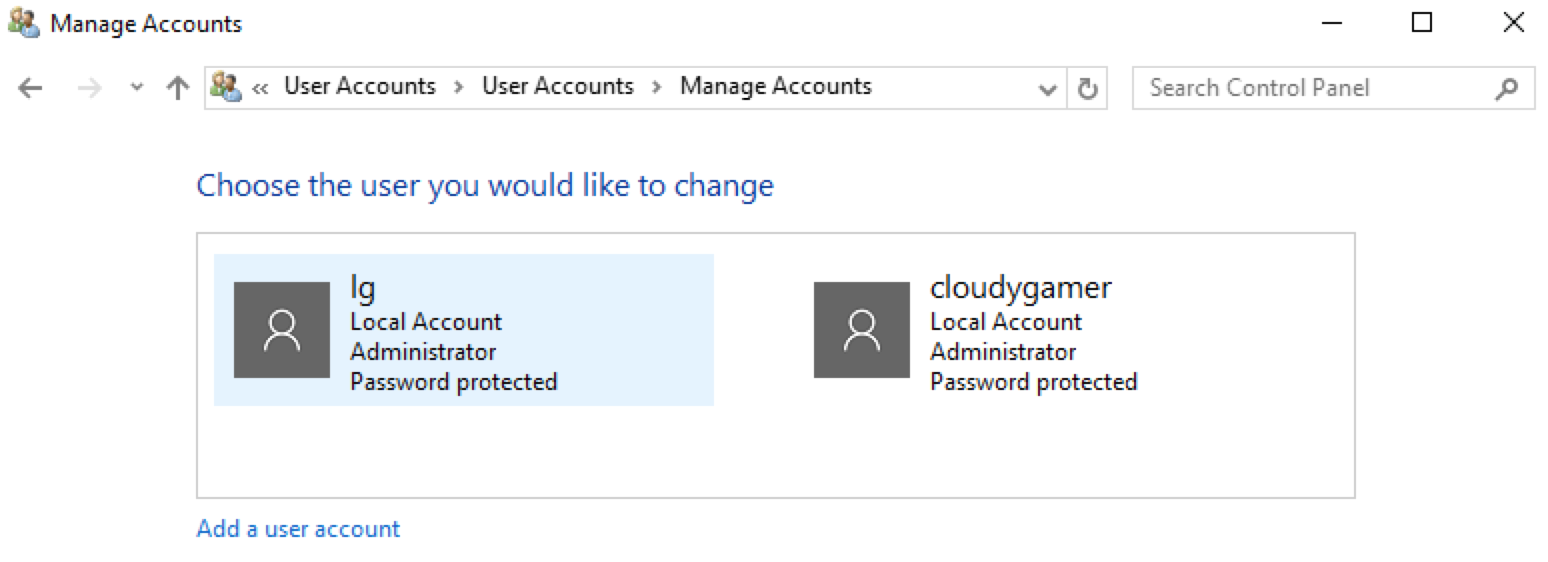 Manage Accounts
« User Accounts > User Accounts > Manage Accounts
Search Control Panel
Choose the user you would like to change
lg
Local Account
Administrator
Password protected
cloudygamer
Local Account
Administrator
Password protected
Add a user account